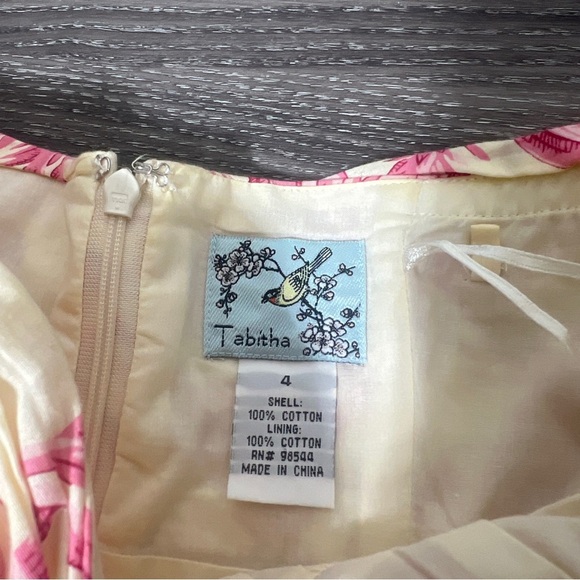 Tabitha
4
SHELL:
100% COTTON
LINING:
100% COTTON
RN# 98544
MADE IN CHINA